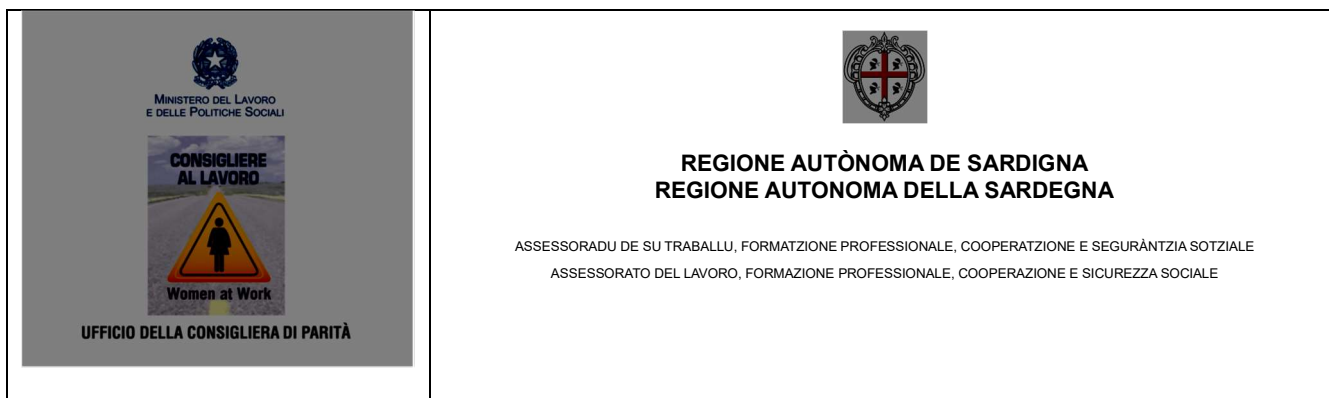 MINISTERO DEL LAVORO
E DELLE POLITICHE SOCIALI
CONSIGLIERE
AL LAVORO
Women at Work
UFFICIO DELLA CONSIGLIERA DI PARITÀ
REGIONE AUTÒNOMA DE SARDIGNA
REGIONE AUTONOMA DELLA SARDEGNA
ASSESSORADU DE SU TRABALLU, FORMATZIONE PROFESSIONALE, COOPERATZIONE E SEGURÀNTZIA SOTZIALE
ASSESSORATO DEL LAVORO, FORMAZIONE PROFESSIONALE, COOPERAZIONE E SICUREZZA SOCIALE